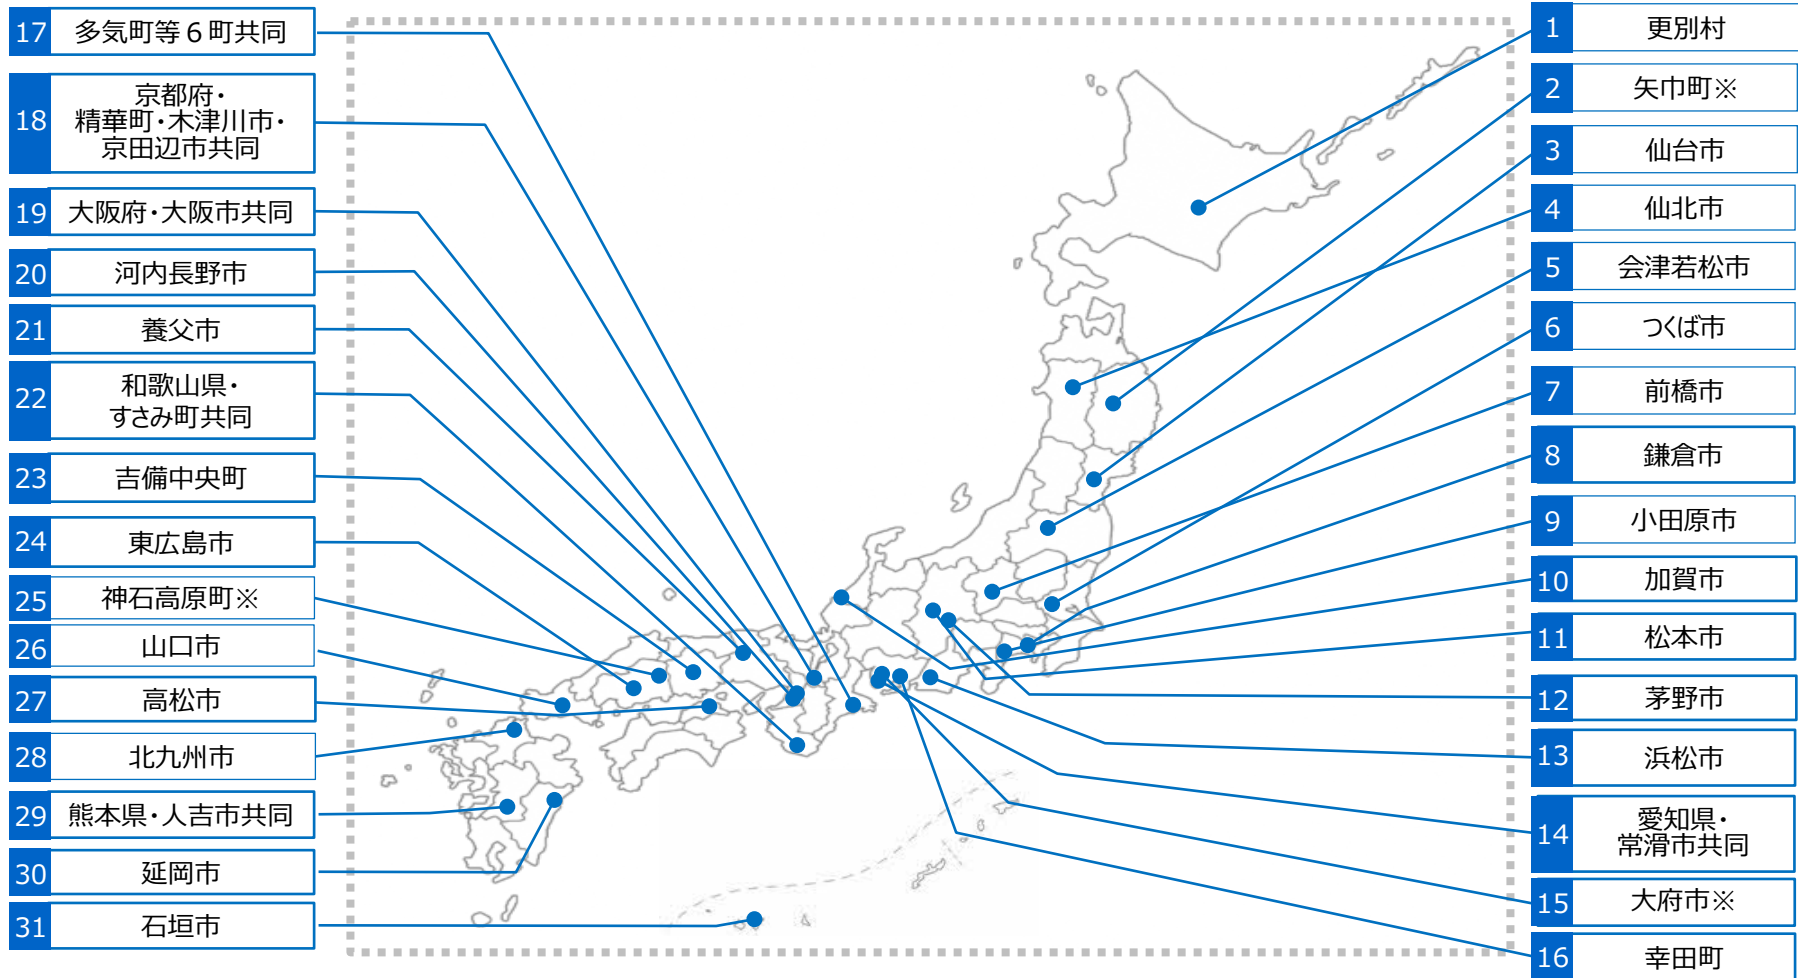 1 更別村
2 矢巾町※
3 仙台市
4 仙北市
5 会津若松市
6 つくば市
7 前橋市
8 鎌倉市
9 小田原市
10 加賀市
11 松本市
12 茅野市
13 浜松市
14 愛知県・
常滑市共同
15 大府市※
16 幸田町
17 多気町等6町共同
18 京都府・
精華町・木津川市・
京田辺市共同
19 大阪府・大阪市共同
20 河内長野市
21 養父市
22 和歌山県・
すさみ町共同
23 吉備中央町
24 東広島市
25 神石高原町※
26 山口市
27 高松市
28 北九州市
29 熊本県・人吉市共同
30 延岡市
31 石垣市